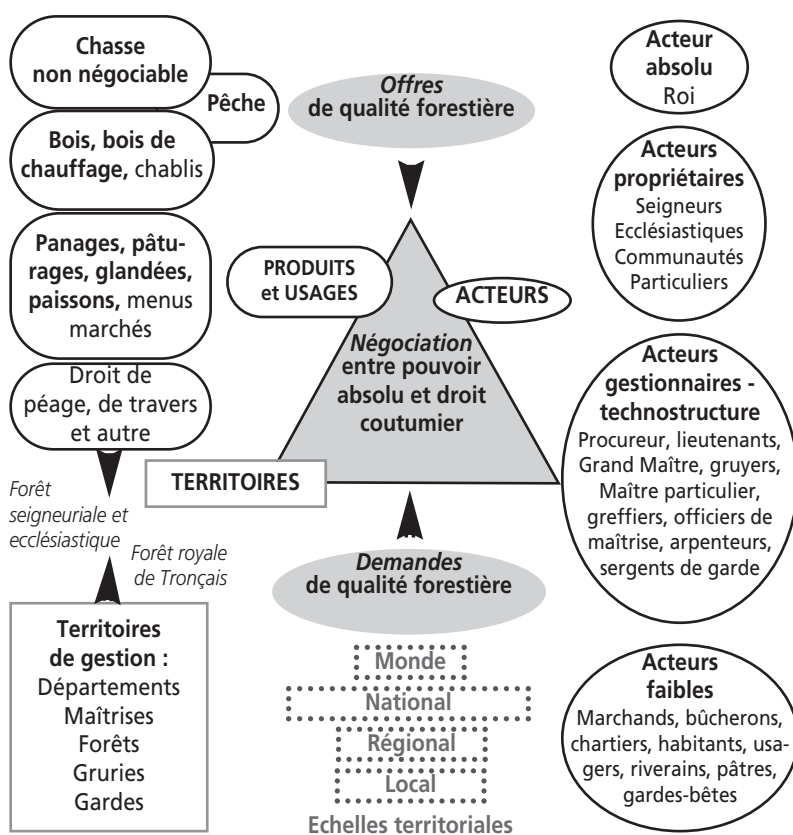 Chasse
non négociable
Pêche
Bois, bois de
chauffage, chablis
Panages, pâtu-
rages, glandées,
paissons, menus
marchés
Droit de
péage, de travers
et autre
Forêt
seigneuriale et
ecclésiastique
Forêt royale
de Tronçais
Territoires
de gestion :
Départements
Maîtrises
Forêts
Gruries
Gardes
Offres
de qualité forestière
PRODUITS
et USAGES
ACTEURS
Négociation
entre pouvoir
absolu et droit
coutumier
TERRITOIRES
Demandes
de qualité forestière
Monde
National
Régional
Local
Echelles territoriales
Acteur
absolu
Roi
Acteurs
propriétaires
Seigneurs
Ecclésiastiques
Communautés
Particuliers
Acteurs
gestionnaires -
technostructure
Procureur, lieutenants,
Grand Maître, gruyers,
Maître particulier,
greffiers, officiers de
maîtrise, arpenteurs,
sergents de garde
Acteurs
faibles
Marchands, bûcherons,
chartiers, habitants, usa-
gers, riverains, pâtres,
gardes-bêtes